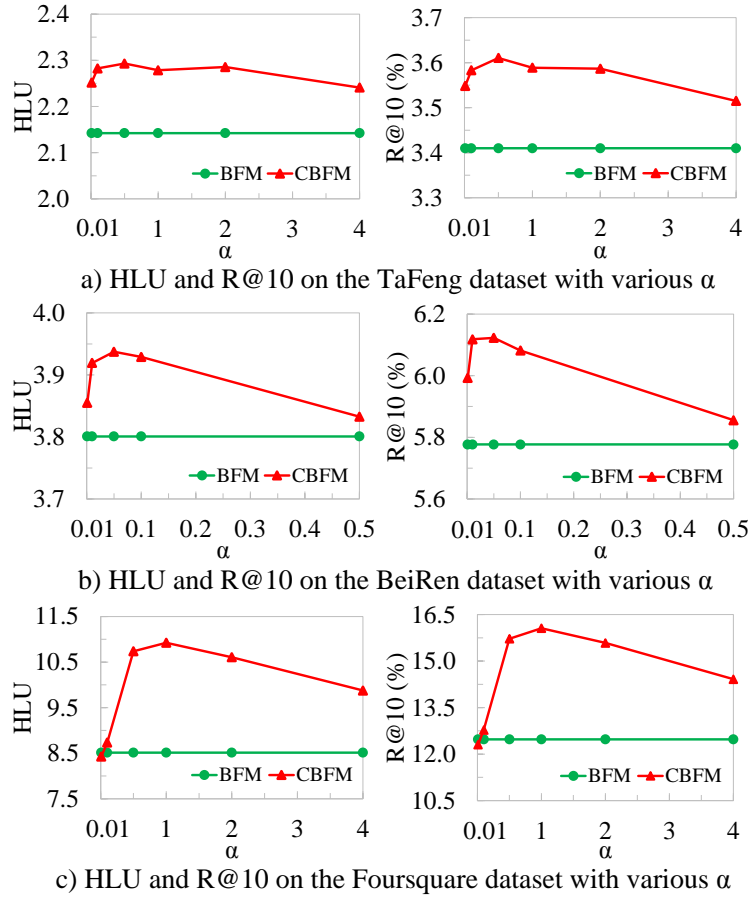 2.4
2.3
2.2
2.1
2.0
HLU
BFM CBFM
0.01 1 2 3 4
α
3.7
3.6
3.5
3.4
3.3
R@10 (%)
BFM CBFM
0.01 1 2 3 4
α
a) HLU and R@10 on the TaFeng dataset with various α
4.0
3.9
3.8
3.7
HLU
BFM CBFM
0.01 0.1 0.2 0.3 0.4 0.5
α
6.2
6.0
5.8
5.6
R@10 (%)
BFM CBFM
0.01 0.1 0.2 0.3 0.4 0.5
α
b) HLU and R@10 on the BeiRen dataset with various α
11.5
10.5
9.5
8.5
7.5
HLU
BFM CBFM
0.01 1 2 3 4
α
16.5
15.0
13.5
12.0
10.5
R@10 (%)
BFM CBFM
0.01 1 2 3 4
α
c) HLU and R@10 on the Foursquare dataset with various α